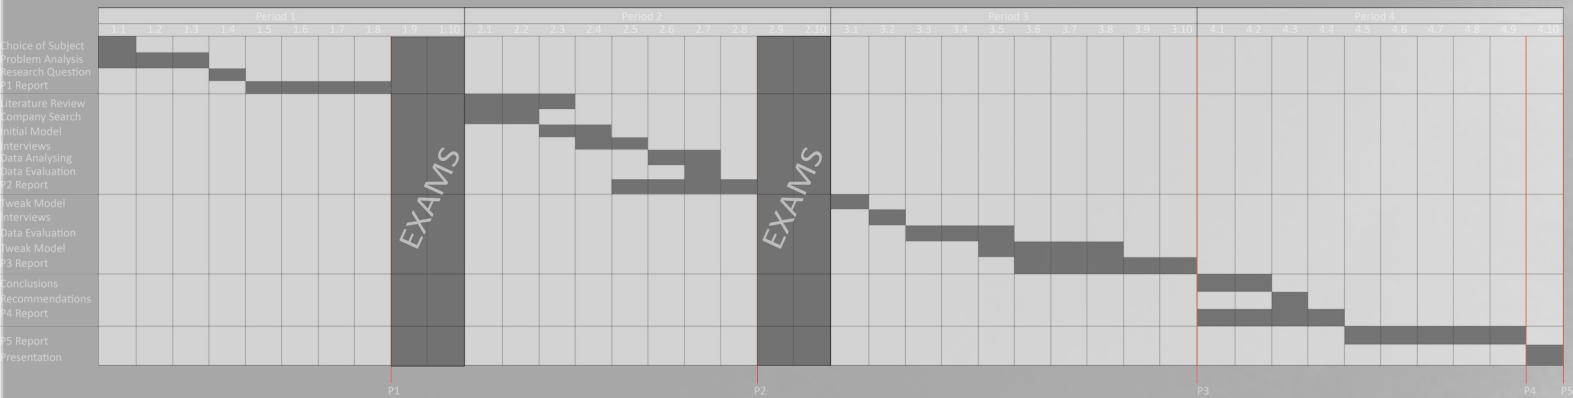 Period 1 Period 2 Period 3 Period 4
1.1 1.2 1.3 1.4 1.5 1.6 1.7 1.8 1.9 1.10 2.1 2.2 2.3 2.4 2.5 2.6 2.7 2.8 2.9 2.10 3.1 3.2 3.3 3.4 3.5 3.6 3.7 3.8 3.9 3.10 4.1 4.2 4.3 4.4 4.5 4.6 4.7 4.8 4.9 4.10
Choice of Subject
Problem Analysis
Research Question
P1 Report
Literature Review
Company Search
Initial Model
Interviews
Data Analysing
Data Evaluation
P2 Report
EXAMS EXAMS
Tweak Model
Interviews
Data Evaluation
Tweak Model
P3 Report
Conclusions
Recommendations
P4 Report
P5 Report
Presentation
P1 P2 P3 P4 P5